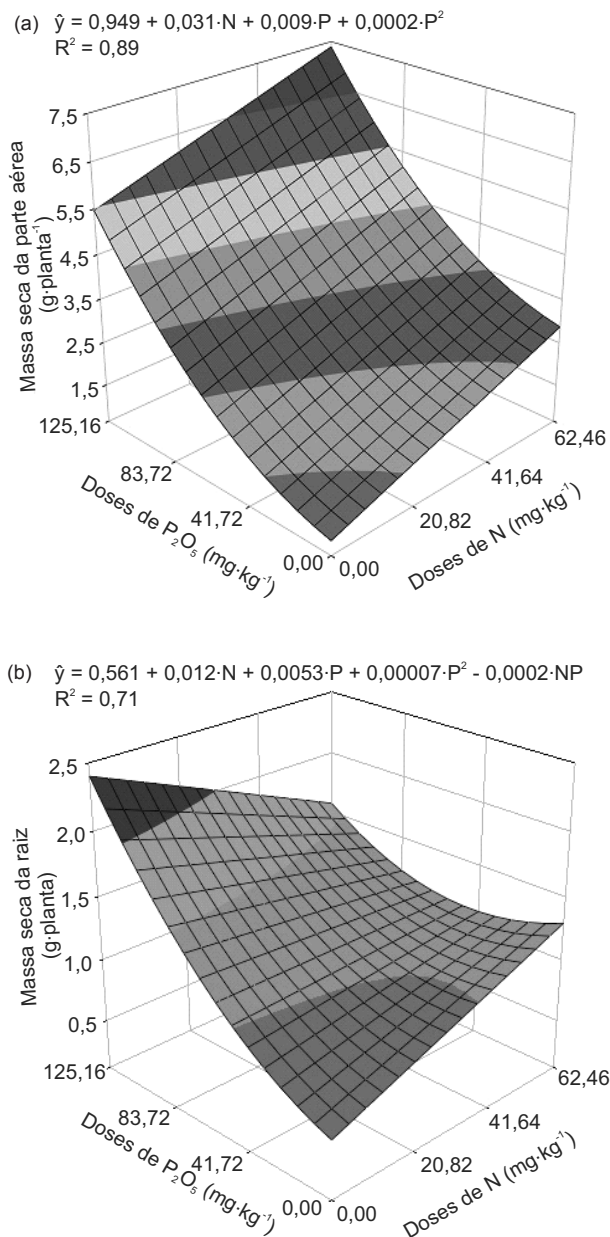 (a) ŷ = 0,949 + 0,031·N + 0,009·P + 0,0002·P²
R² = 0,89
Massa seca da parte aérea
(g·planta⁻¹)
7,5
6,5
5,5
4,5
3,5
2,5
1,5
125,16
83,72
41,72
0,00
Doses de P₂O₅ (mg·kg⁻¹)
0,00
20,82
41,64
62,46
Doses de N (mg·kg⁻¹)
(b) ŷ = 0,561 + 0,012·N + 0,0053·P + 0,00007·P² - 0,0002·NP
R² = 0,71
Massa seca da raiz
(g·planta)
2,5
2,0
1,5
1,0
0,5
125,16
83,72
41,72
0,00
Doses de P₂O₅ (mg·kg⁻¹)
0,00
20,82
41,64
62,46
Doses de N (mg·kg⁻¹)